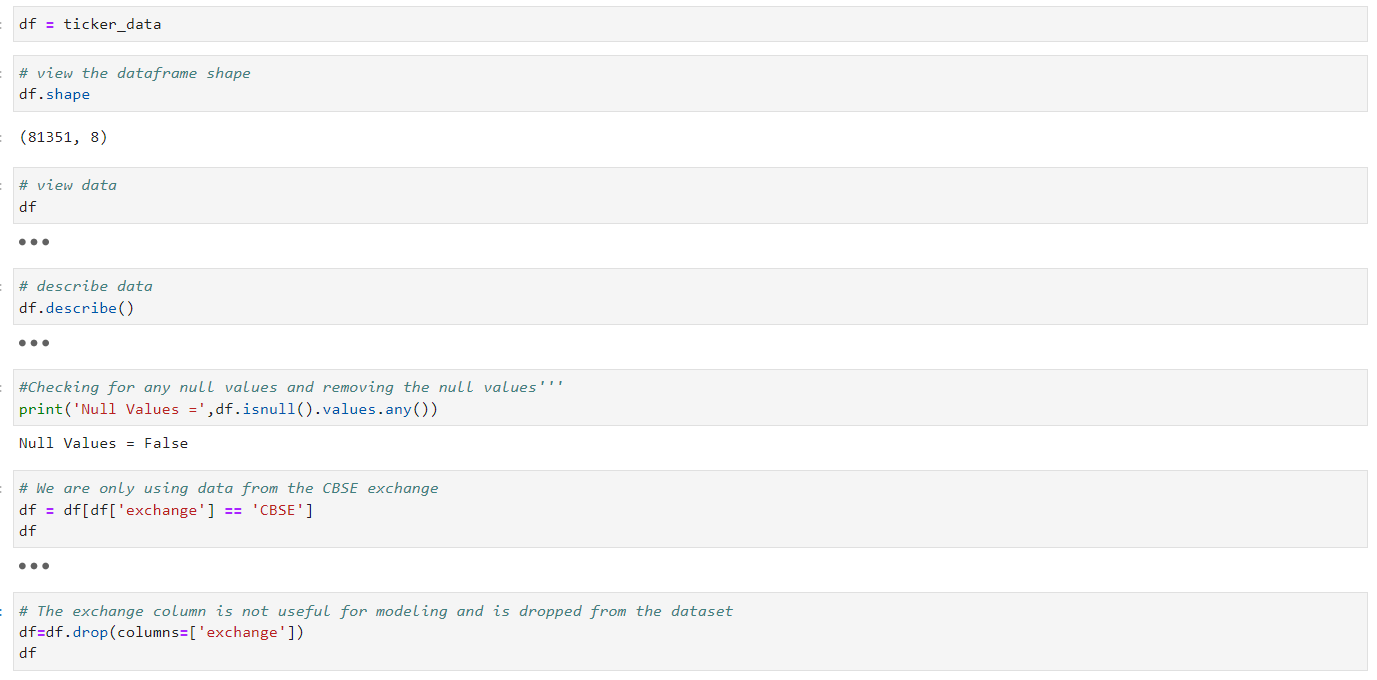 df = ticker_data
# view the dataframe shape
df.shape
(81351, 8)
# view data
df
# describe data
df.describe()
#Checking for any null values and removing the null values'''
print('Null Values =',df.isnull().values.any())
Null Values = False
# We are only using data from the CBSE exchange
df = df[df['exchange'] == 'CBSE']
df
# The exchange column is not useful for modeling and is dropped from the dataset
df=df.drop(columns=['exchange'])
df